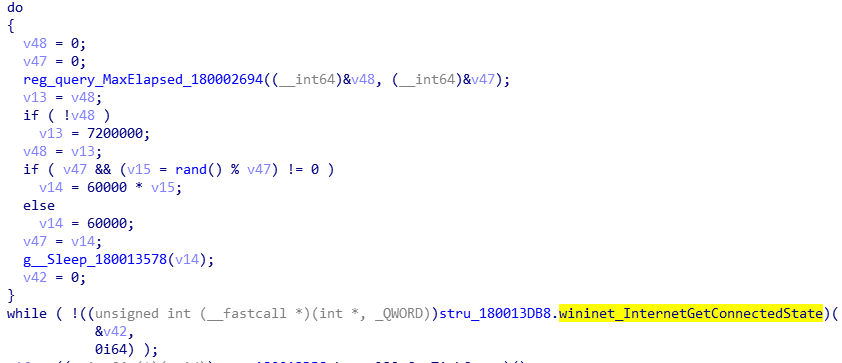 do
{
v48 = 0;
v47 = 0;
reg_query_MaxElapsed_180002694((__int64)&v48, (__int64)&v47);
v13 = v48;
if ( !v48 )
v13 = 7200000;
v48 = v13;
if ( v47 && (v15 = rand() % v47) != 0 )
v14 = 60000 * v15;
else
v14 = 60000;
v47 = v14;
g__Sleep_180013578(v14);
v42 = 0;
}
while ( !((unsigned int (__fastcall *)(int *, _QWORD))stru_180013DB8.wininet_InternetGetConnectedState)(
&v42,
0i64) );